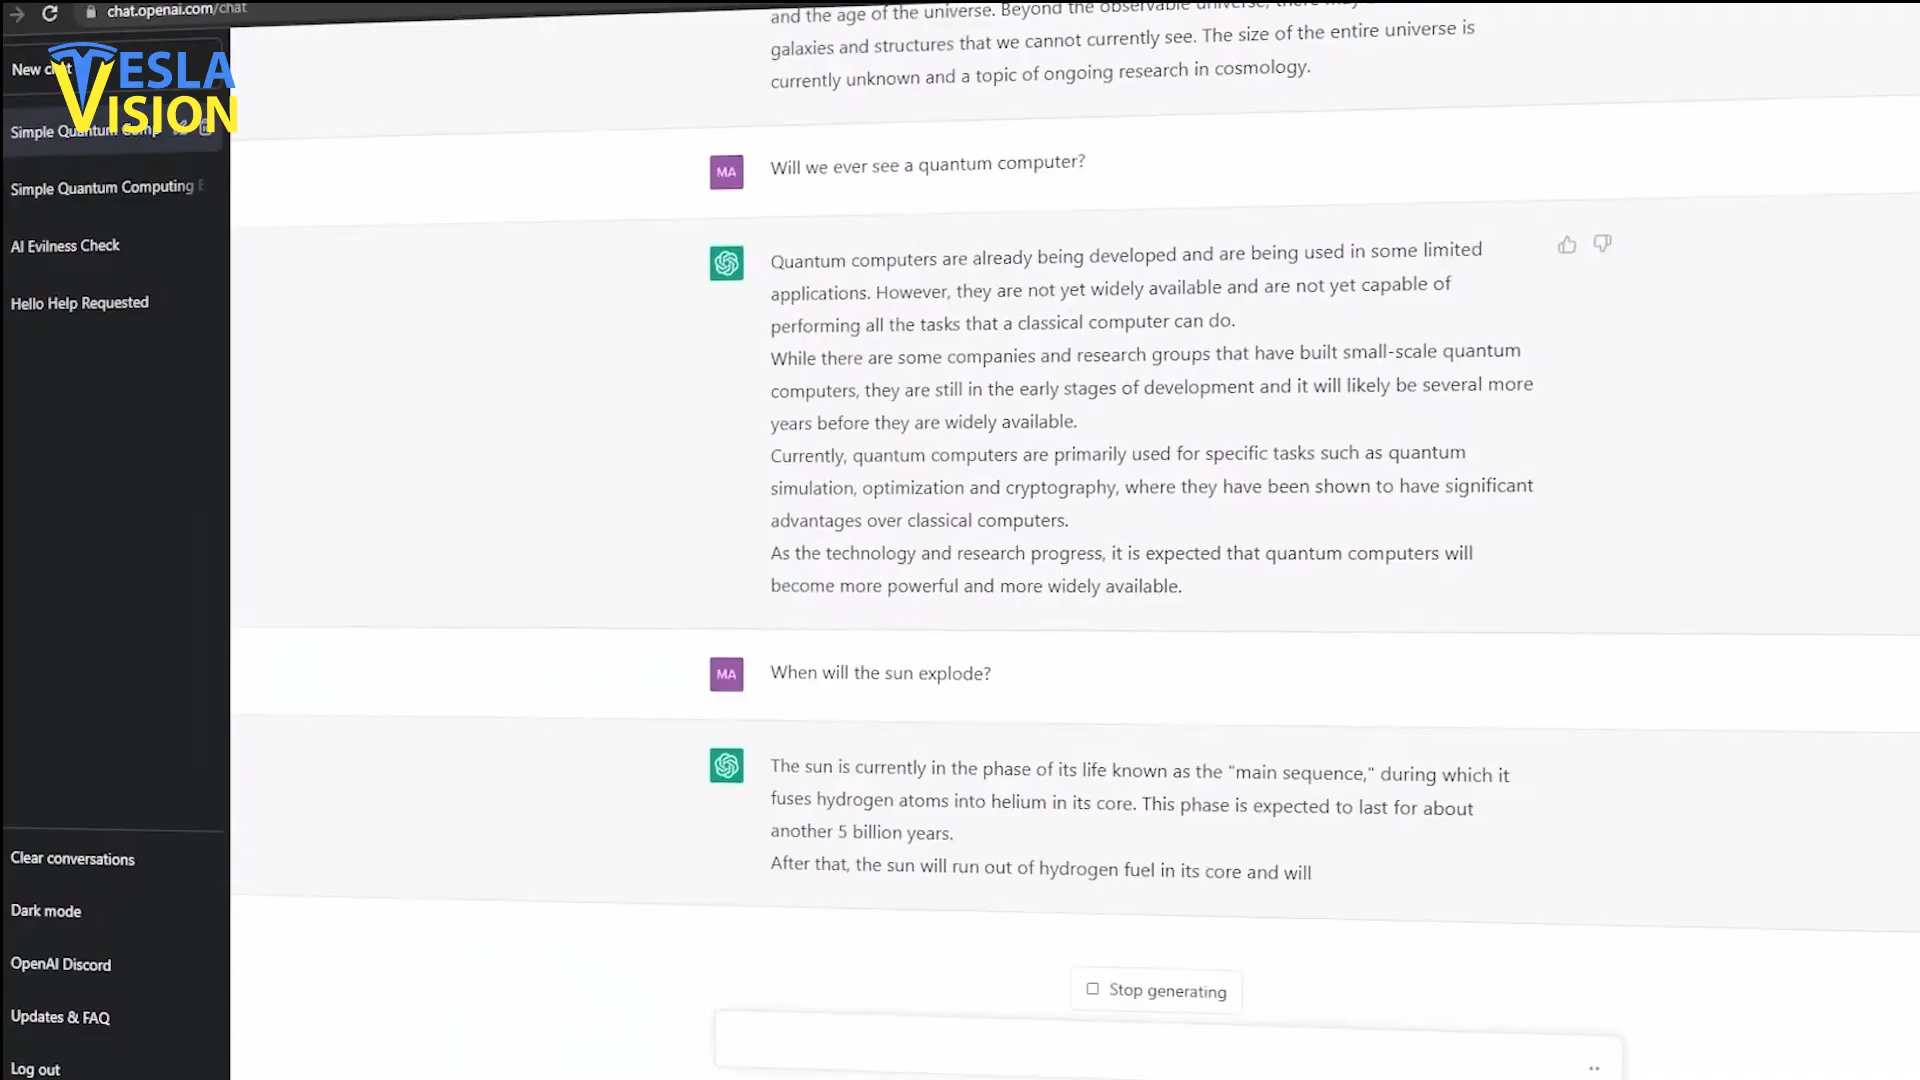 chat.openai.com/chat
TESLA
VISION
New
Simple Quantum Comp
Simple Quantum Computing
AI Evilness Check
Hello Help Requested
Clear conversations
Dark mode
OpenAI Discord
Updates & FAQ
Log out
and the age of the universe. Beyond the observable universe, there may
galaxies and structures that we cannot currently see. The size of the entire universe is
currently unknown and a topic of ongoing research in cosmology.
MA
Will we ever see a quantum computer?
Quantum computers are already being developed and are being used in some limited
applications. However, they are not yet widely available and are not yet capable of
performing all the tasks that a classical computer can do.
While there are some companies and research groups that have built small-scale quantum
computers, they are still in the early stages of development and it will likely be several more
years before they are widely available.
Currently, quantum computers are primarily used for specific tasks such as quantum
simulation, optimization and cryptography, where they have been shown to have significant
advantages over classical computers.
As the technology and research progress, it is expected that quantum computers will
become more powerful and more widely available.
MA
When will the sun explode?
The sun is currently in the phase of its life known as the "main sequence," during which it
fuses hydrogen atoms into helium in its core. This phase is expected to last for about
another 5 billion years.
After that, the sun will run out of hydrogen fuel in its core and will
Stop generating